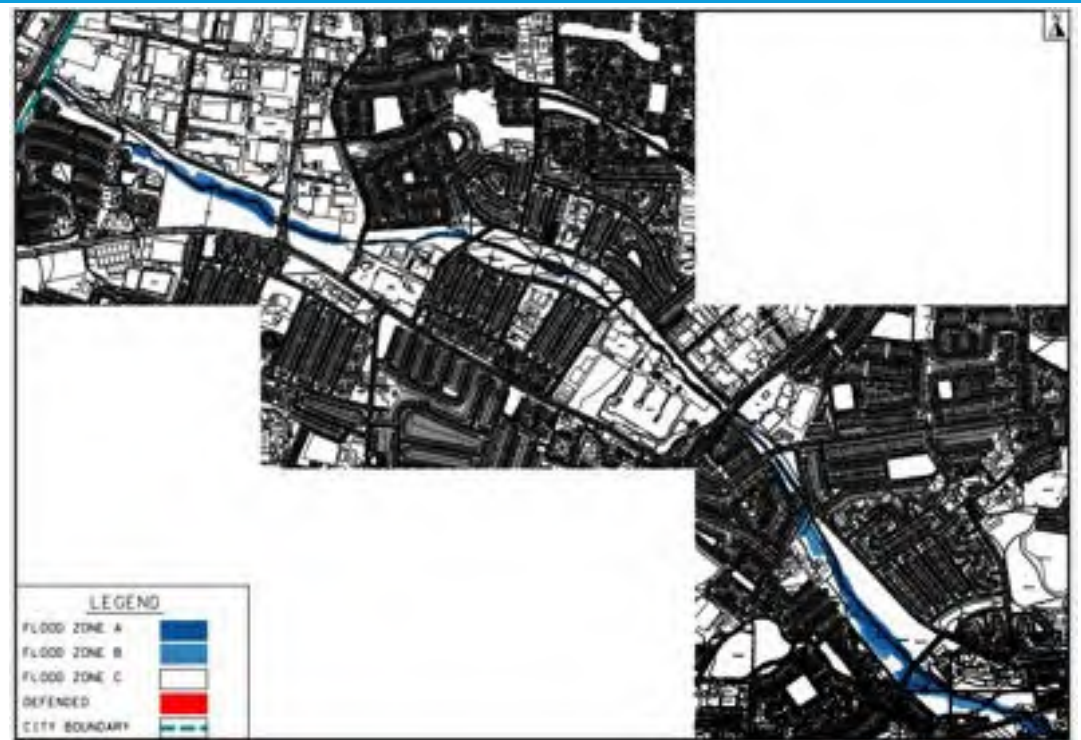 LEGEND
FLOOD ZONE A
FLOOD ZONE B
FLOOD ZONE C
DEFENDED
CITY BOUNDARY